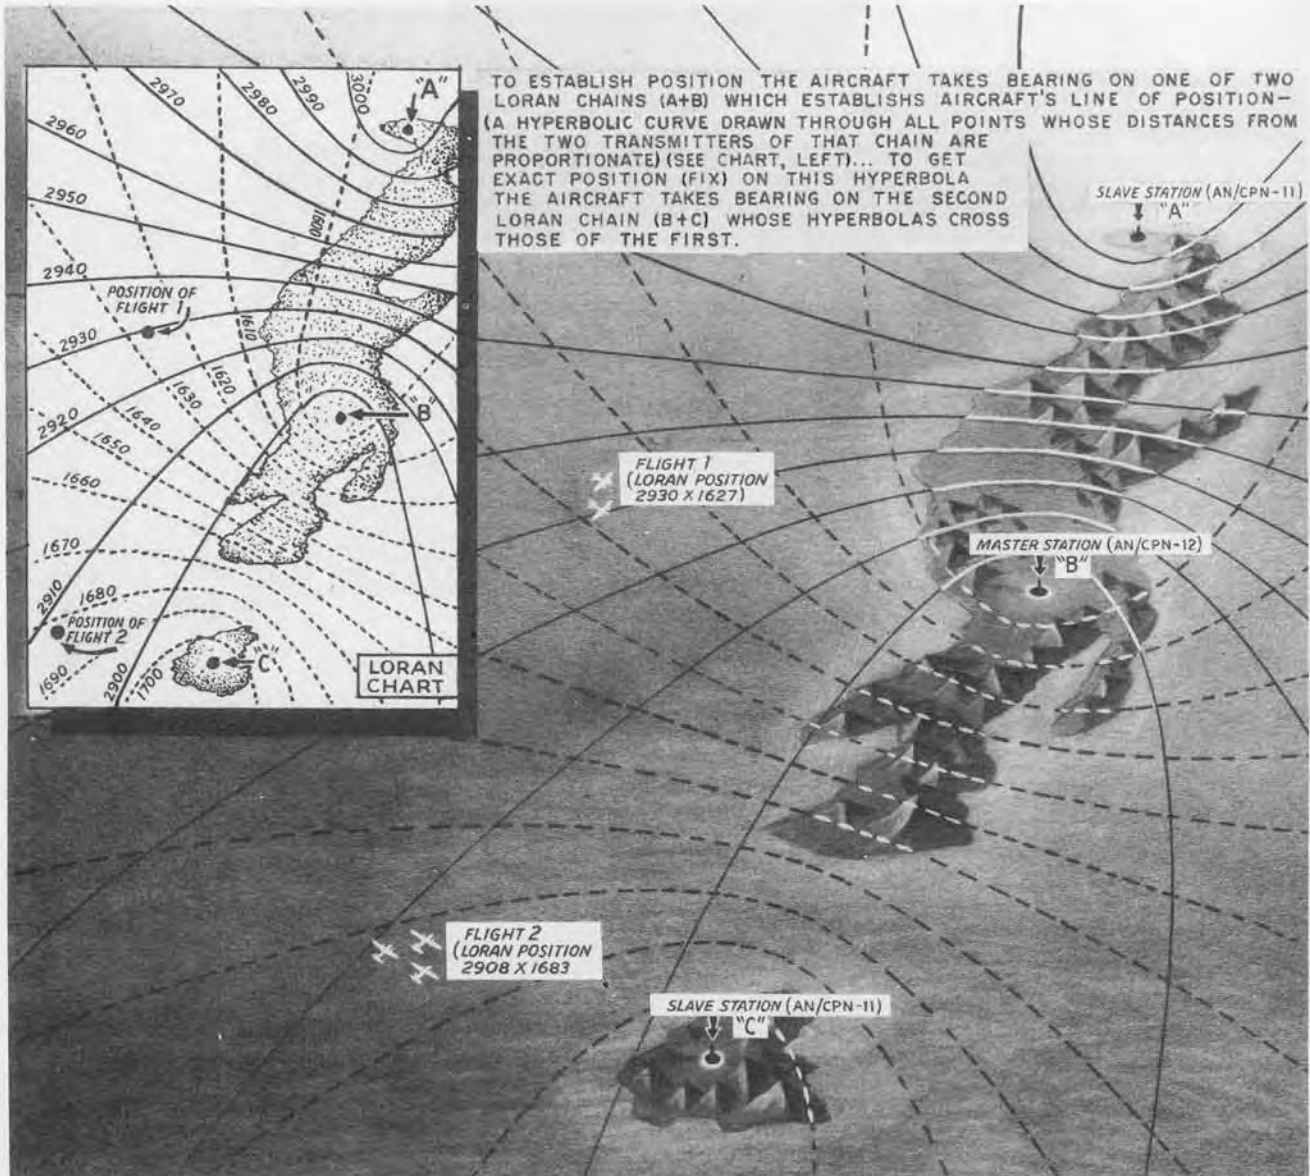 TO ESTABLISH POSITION THE AIRCRAFT TAKES BEARING ON ONE OF TWO
LORAN CHAINS (A+B) WHICH ESTABLISHS AIRCRAFT'S LINE OF POSITION—
(A HYPERBOLIC CURVE DRAWN THROUGH ALL POINTS WHOSE DISTANCES FROM
THE TWO TRANSMITTERS OF THAT CHAIN ARE
PROPORTIONATE) (SEE CHART, LEFT)... TO GET
EXACT POSITION (FIX) ON THIS HYPERBOLA
THE AIRCRAFT TAKES BEARING ON THE SECOND
LORAN CHAIN (B+C) WHOSE HYPERBOLAS CROSS
THOSE OF THE FIRST.
2960
2970
2980
2990
3000
"A"
2950
1800
2940
POSITION OF
FLIGHT 1
1610
2930
1620
1630
"B"
2920
1640
1650
1660
1670
2910
1680
POSITION OF
FLIGHT 2
"C"
1690
2900
1700
LORAN
CHART
SLAVE STATION (AN/CPN-11)
"A"
FLIGHT 1
(LORAN POSITION
2930 X 1627)
MASTER STATION (AN/CPN-12)
"B"
FLIGHT 2
(LORAN POSITION
2908 X 1683
SLAVE STATION (AN/CPN-11)
"C"